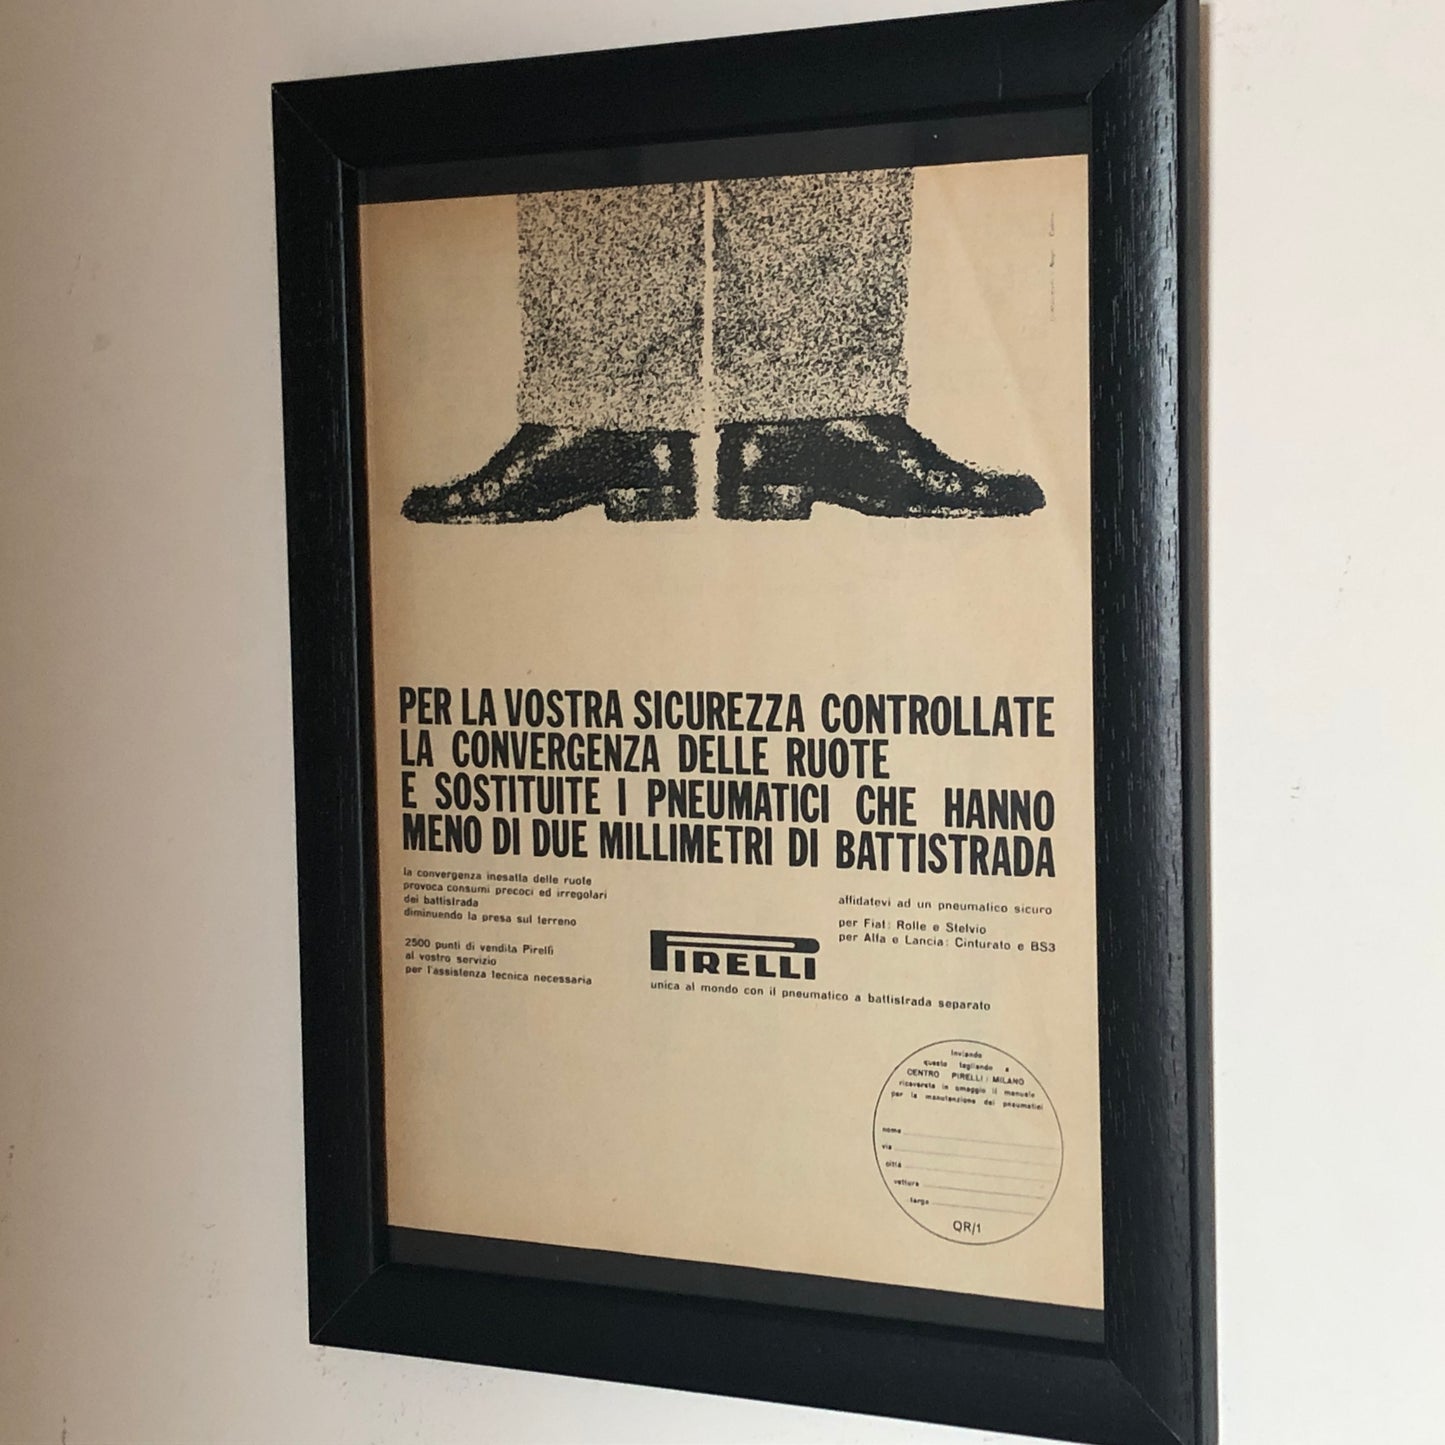 PER LA VOSTRA SICUREZZA CONTROLLATE
LA CONVERGENZA DELLE RUOTE
E SOSTITUITE I PNEUMATICI CHE HANNO
MENO DI DUE MILLIMETRI DI BATTISTRADA
la convergenza inesatta delle ruote
provoca consumi precoci ed irregolari
dei battistrada
diminuendo la presa sul terreno
2500 punti di vendita Pirelli
al vostro servizio
per l'assistenza tecnica necessaria
affidatevi ad un pneumatico sicuro
per Fiat: Rolle e Stelvio
per Alfa e Lancia: Cinturato e BS3
PIRELLI
unica al mondo con il pneumatico a battistrada separato
Inviando
questo tagliando a
CENTRO PIRELLI / MILANO
riceverete in omaggio il manuale
per la manutenzione dei pneumatici
nome
via
città
vettura
targa
QR/1